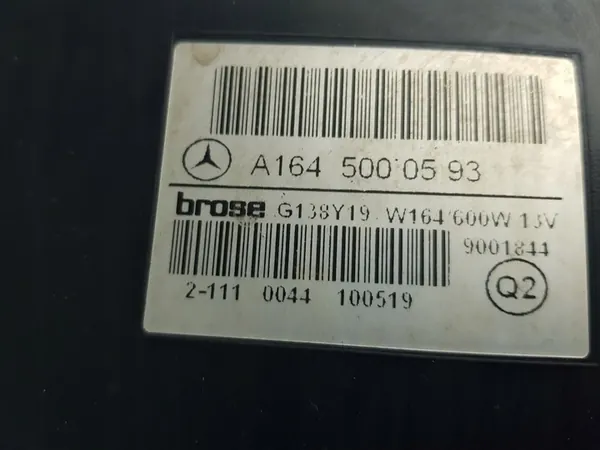 A164 500 05 93
brose G138Y19 W164/600W 13V
9001844
2-111 0044 100519
Q2